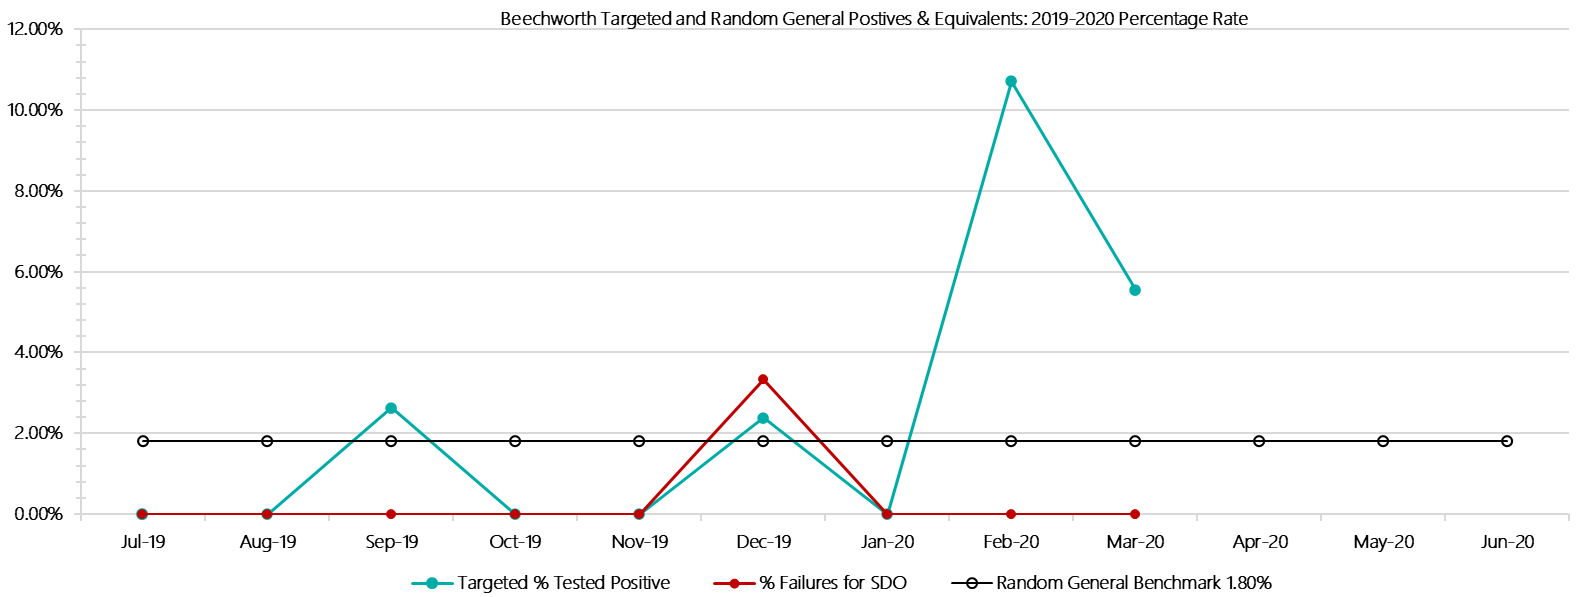 Beechworth Targeted and Random General Postives & Equivalents: 2019-2020 Percentage Rate
12.00%
10.00%
8.00%
6.00%
4.00%
2.00%
0.00%
Jul-19 Aug-19 Sep-19 Oct-19 Nov-19 Dec-19 Jan-20 Feb-20 Mar-20 Apr-20 May-20 Jun-20
Targeted % Tested Positive % Failures for SDO Random General Benchmark 1.80%